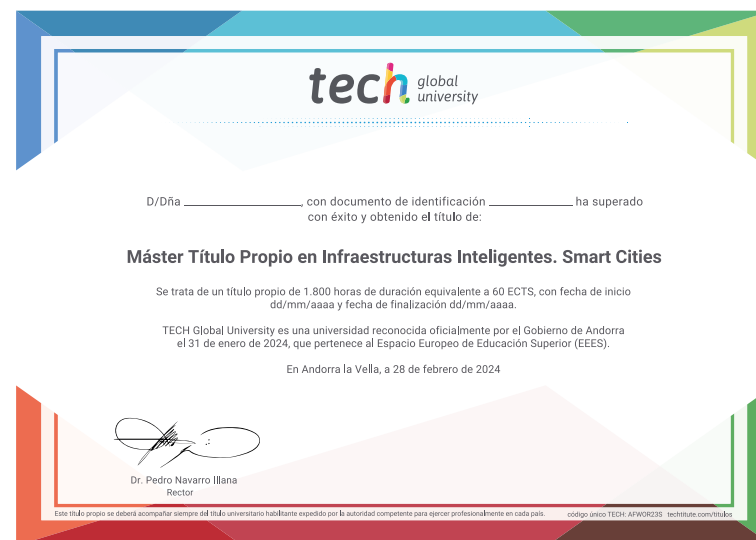 tech global
university
D/Dña ____________________, con documento de identificación ______________ ha superado
con éxito y obtenido el título de:
Máster Título Propio en Infraestructuras Inteligentes. Smart Cities
Se trata de un título propio de 1.800 horas de duración equivalente a 60 ECTS, con fecha de inicio
dd/mm/aaaa y fecha de finalización dd/mm/aaaa.
TECH Global University es una universidad reconocida oficialmente por el Gobierno de Andorra
el 31 de enero de 2024, que pertenece al Espacio Europeo de Educación Superior (EEES).
En Andorra la Vella, a 28 de febrero de 2024
Dr. Pedro Navarro Illana
Rector
Este título propio se deberá acompañar siempre del título universitario habilitante expedido por la autoridad competente para ejercer profesionalmente en cada país. código único TECH: AFWOR23S techtitute.com/titulos